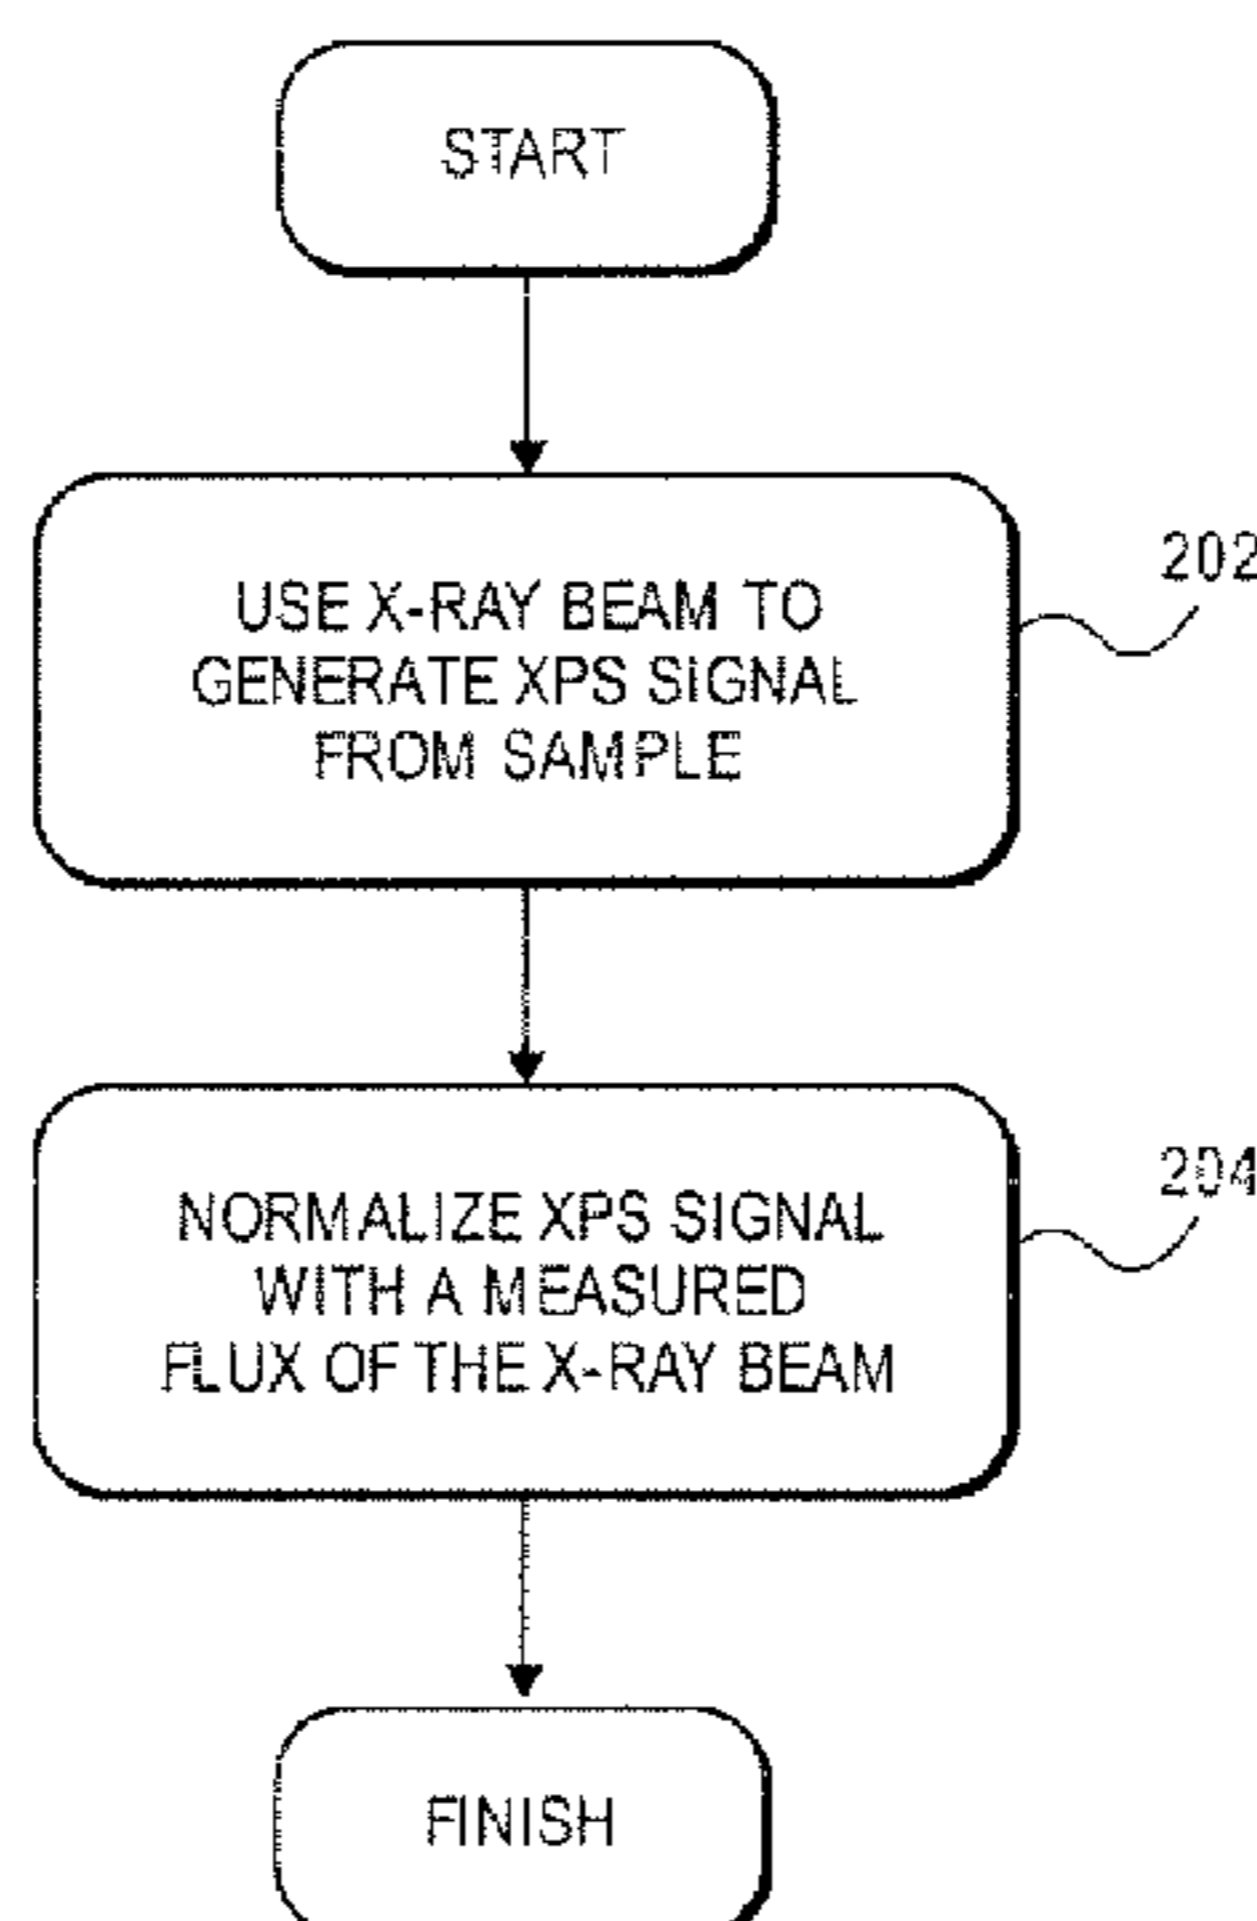 START
202
USE X-RAY BEAM TO
GENERATE XPS SIGNAL
FROM SAMPLE
204
NORMALIZE XPS SIGNAL
WITH A MEASURED
FLUX OF THE X-RAY BEAM
FINISH